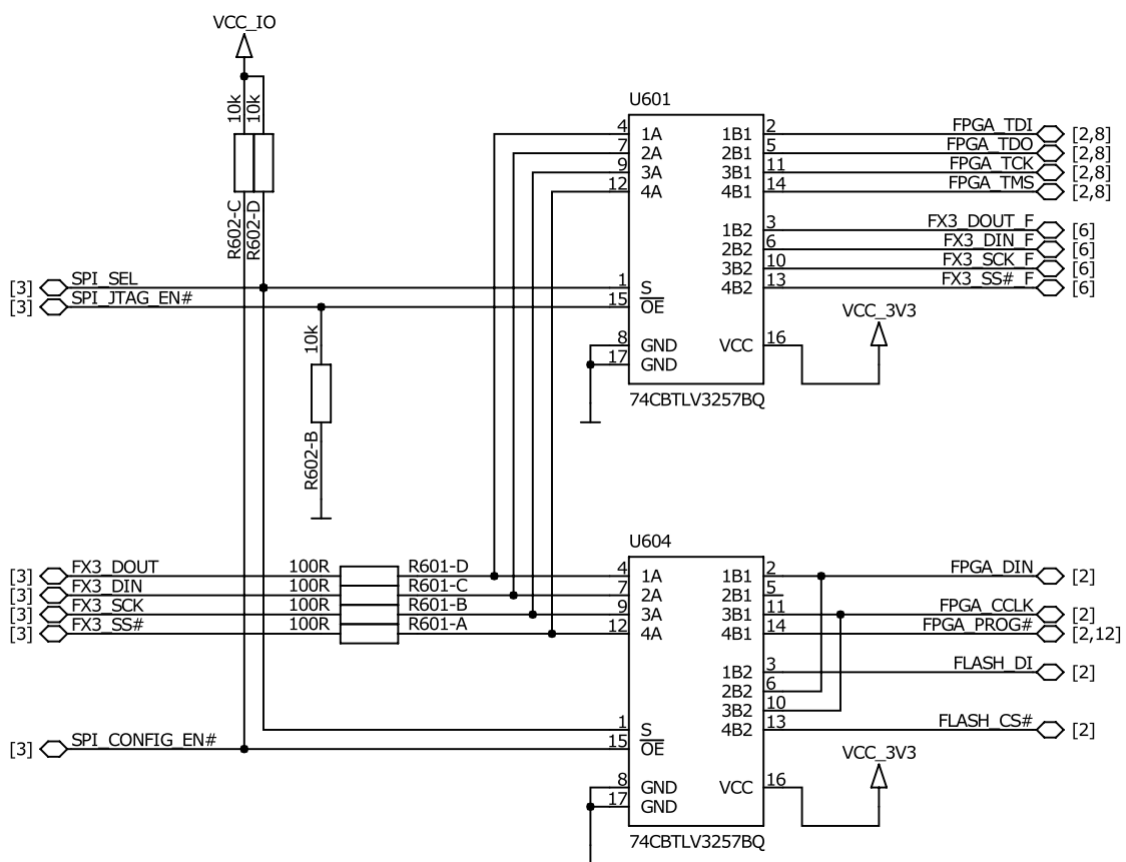 VCC_IO
10k
10k
R602-C
R602-D
U601
4 1A 1B1 2 FPGA_TDI [2,8]
7 2A 2B1 5 FPGA_TDO [2,8]
9 3A 3B1 11 FPGA_TCK [2,8]
12 4A 4B1 14 FPGA_TMS [2,8]
1B2 3 FX3_DOUT_F [6]
2B2 6 FX3_DIN_F [6]
3B2 10 FX3_SCK_F [6]
[3] SPI_SEL 1 S 4B2 13 FX3_SS#_F [6]
[3] SPI_JTAG_EN# 15 OE
VCC_3V3
8 GND VCC 16
17 GND
74CBTLV3257BQ
10k
R602-B
U604
[3] FX3_DOUT 100R R601-D 4 1A 1B1 2 FPGA_DIN [2]
[3] FX3_DIN 100R R601-C 7 2A 2B1 5
[3] FX3_SCK 100R R601-B 9 3A 3B1 11 FPGA_CCLK [2]
[3] FX3_SS# 100R R601-A 12 4A 4B1 14 FPGA_PROG# [2,12]
1B2 3 FLASH_DI [2]
2B2 6
3B2 10
1 S 4B2 13 FLASH_CS# [2]
[3] SPI_CONFIG_EN# 15 OE
VCC_3V3
8 GND VCC 16
17 GND
74CBTLV3257BQ